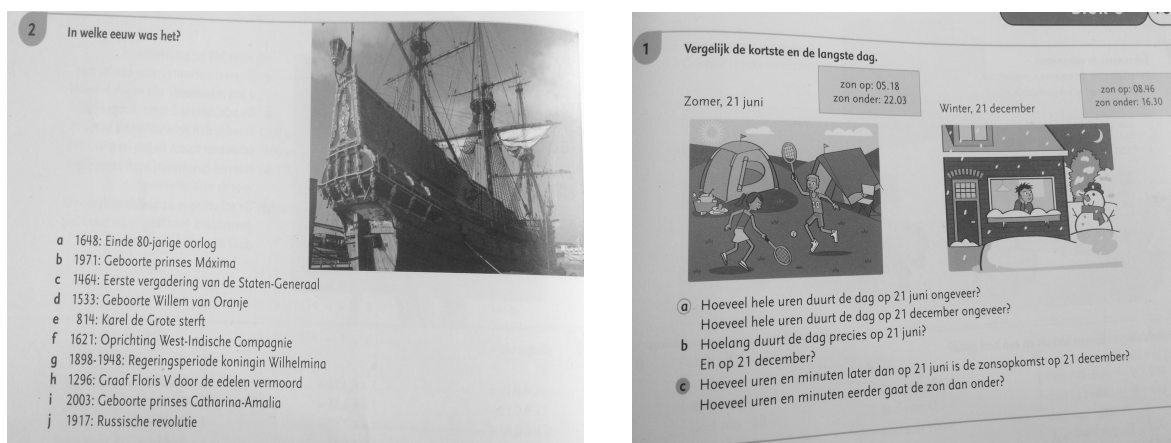 2 In welke eeuw was het?
a 1648: Einde 80-jarige oorlog
b 1971: Geboorte prinses Máxima
c 1464: Eerste vergadering van de Staten-Generaal
d 1533: Geboorte Willem van Oranje
e 814: Karel de Grote sterft
f 1621: Oprichting West-Indische Compagnie
g 1898-1948: Regeringsperiode koningin Wilhelmina
h 1296: Graaf Floris V door de edelen vermoord
i 2003: Geboorte prinses Catharina-Amalia
j 1917: Russische revolutie
1 Vergelijk de kortste en de langste dag.
Zomer, 21 juni
zon op: 05.18
zon onder: 22.03
Winter, 21 december
zon op: 08.46
zon onder: 16.30
a Hoeveel hele uren duurt de dag op 21 juni ongeveer?
Hoeveel hele uren duurt de dag op 21 december ongeveer?
b Hoelang duurt de dag precies op 21 juni?
En op 21 december?
c Hoeveel uren en minuten later dan op 21 juni is de zonsopkomst op 21 december?
Hoeveel uren en minuten eerder gaat de zon dan onder?